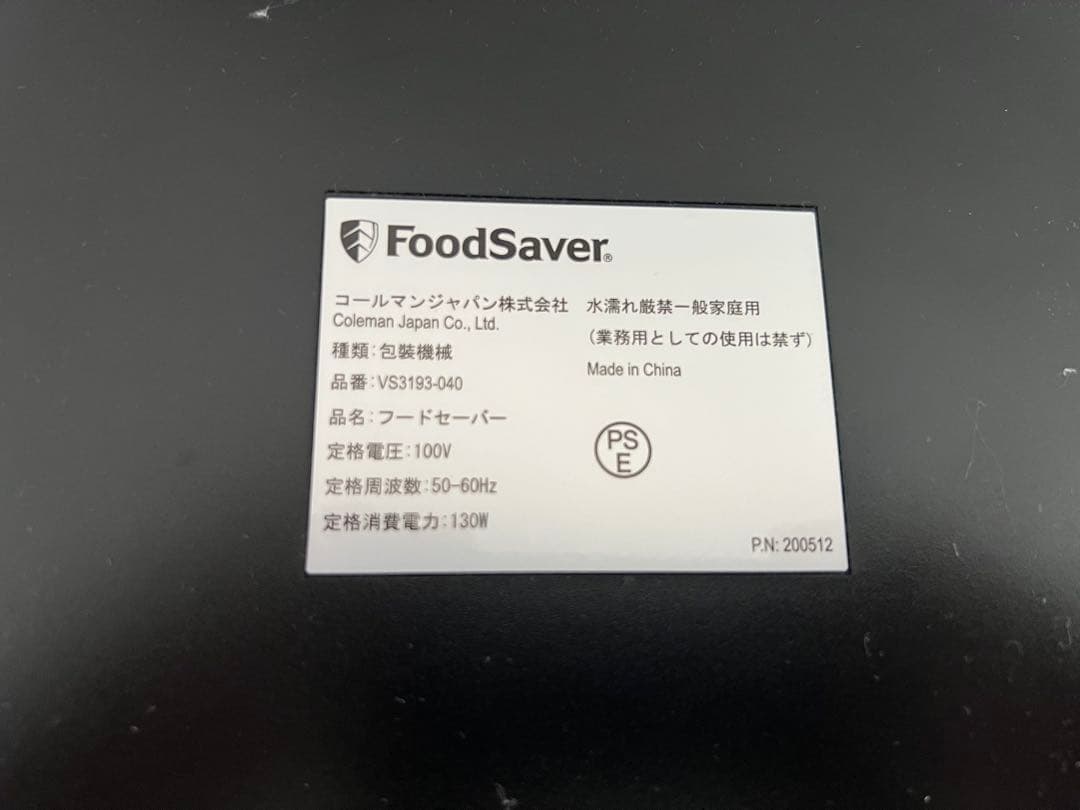 FoodSaver®
コールマンジャパン株式会社
Coleman Japan Co., Ltd.
種類:包装機械
品番:VS3193-040
品名:フードセーバー
定格電圧:100V
定格周波数:50-60Hz
定格消費電力:130W
水濡れ厳禁一般家庭用
(業務用としての使用は禁ず)
Made in China
PS
E
P.N: 200512